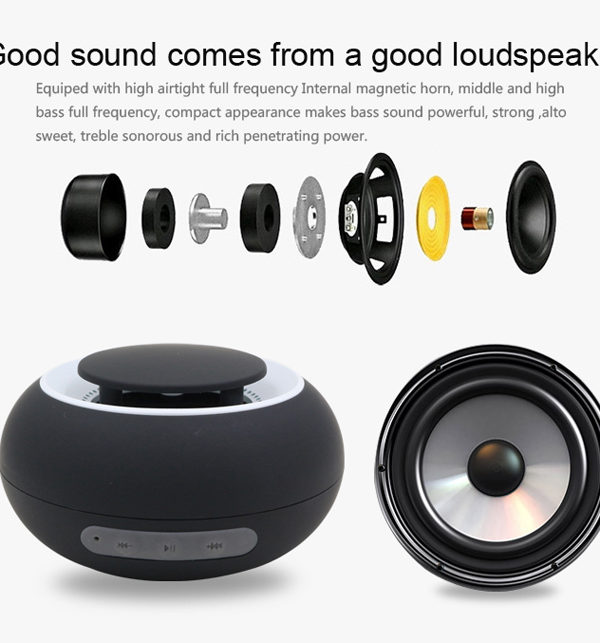 Good sound comes from a good loudspeak
Equiped with high airtight full frequency Internal magnetic horn, middle and high
bass full frequency, compact appearance makes bass sound powerful, strong ,alto
sweet, treble sonorous and rich penetrating power.